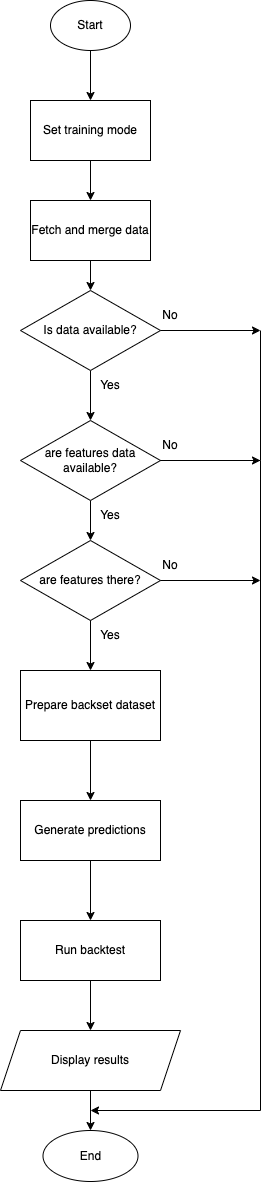 Start
Set training mode
Fetch and merge data
Is data available?
No
Yes
are features data
available?
No
Yes
are features there?
No
Yes
Prepare backset dataset
Generate predictions
Run backtest
Display results
End